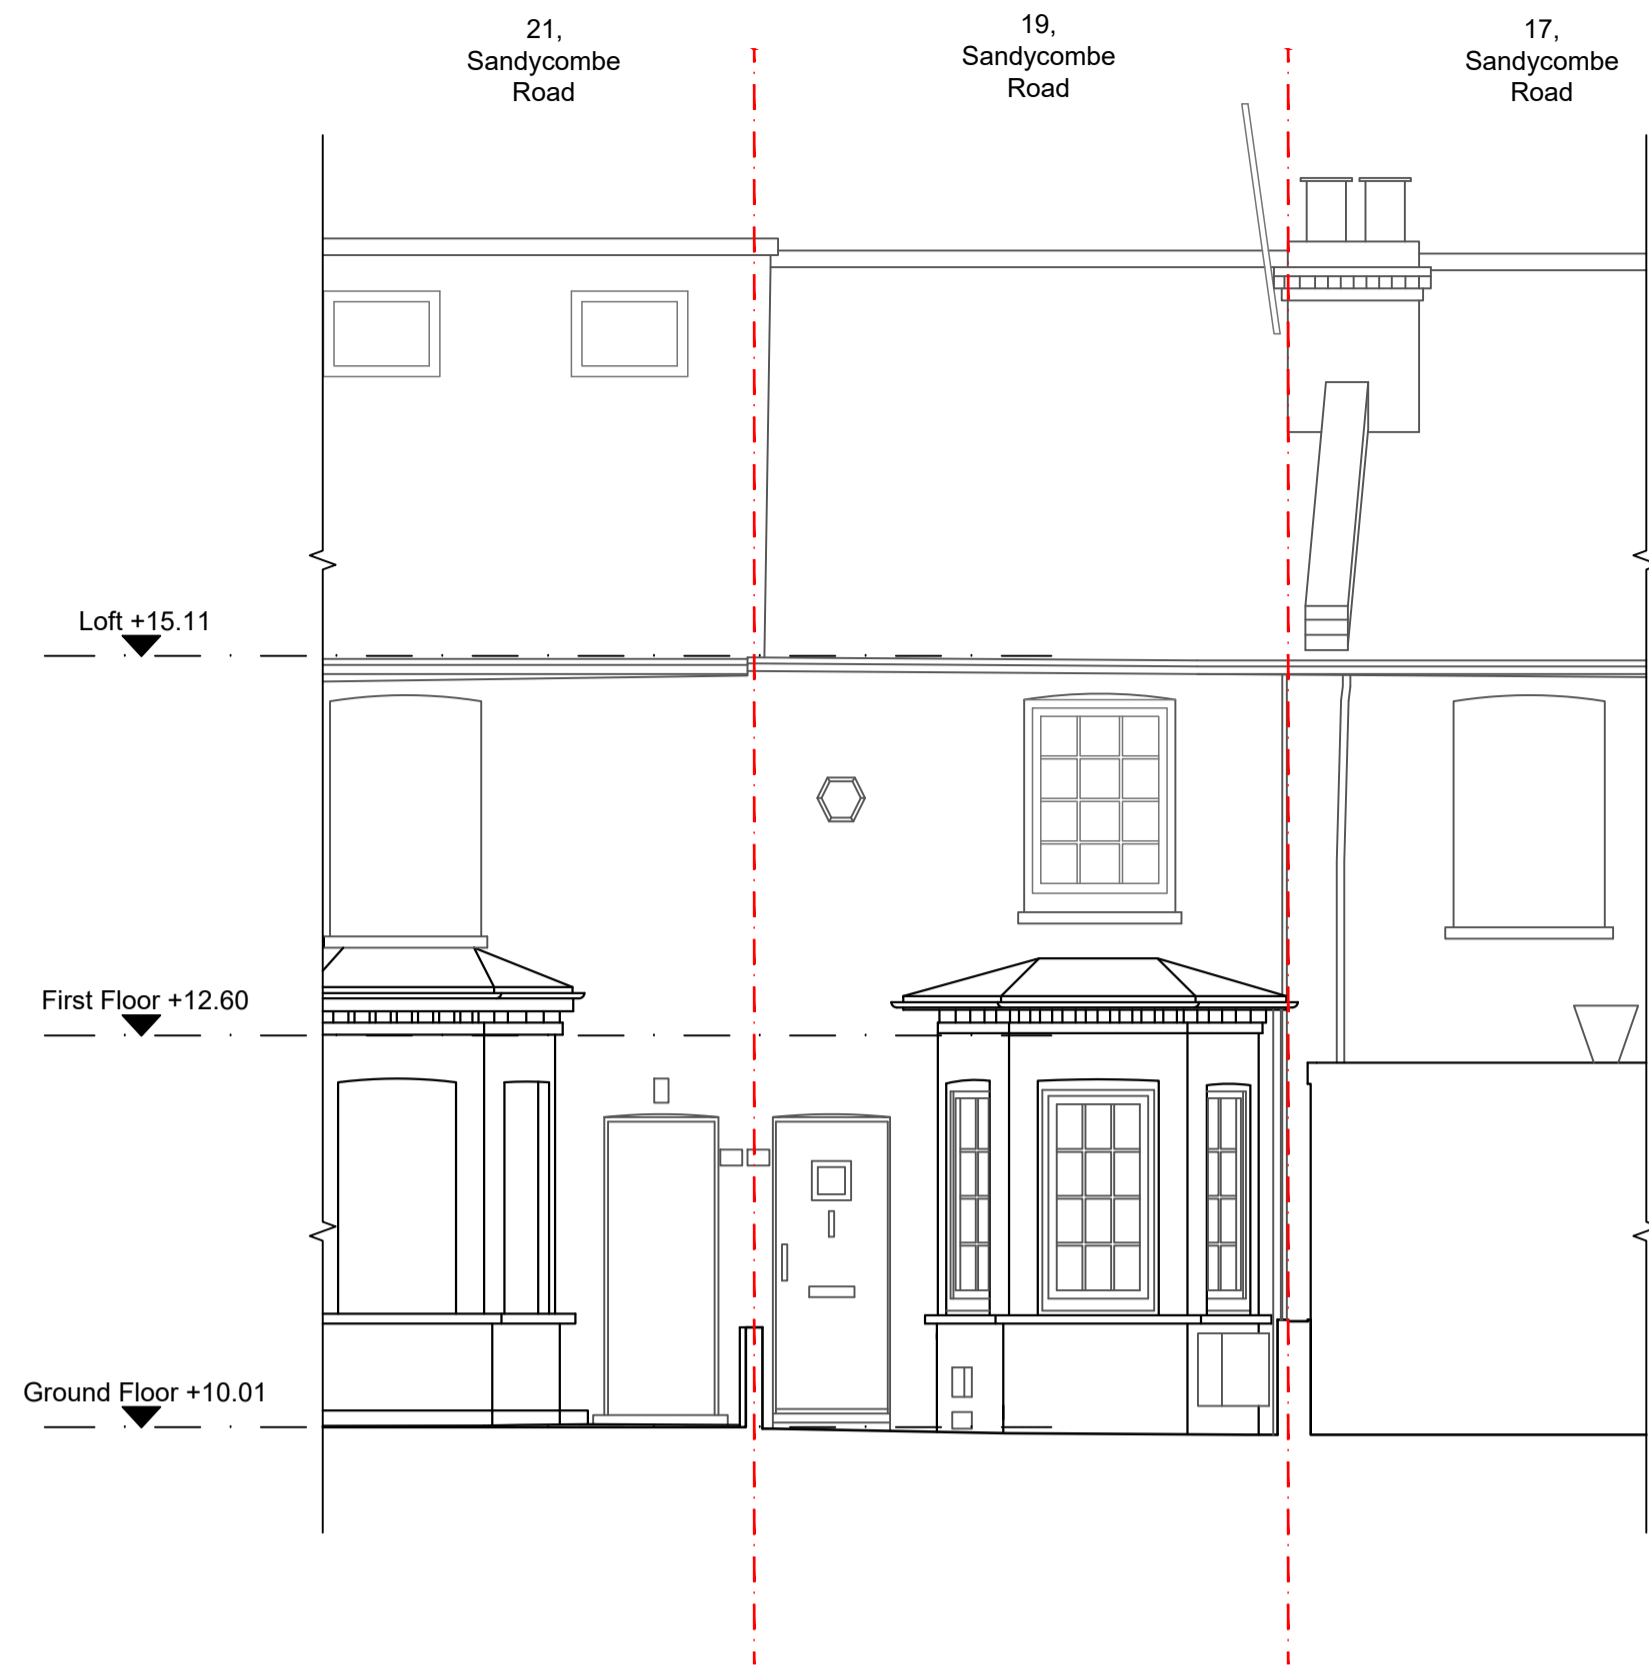 21,
Sandycombe
Road
19,
Sandycombe
Road
17,
Sandycombe
Road
Loft +15.11
First Floor +12.60
Ground Floor +10.01